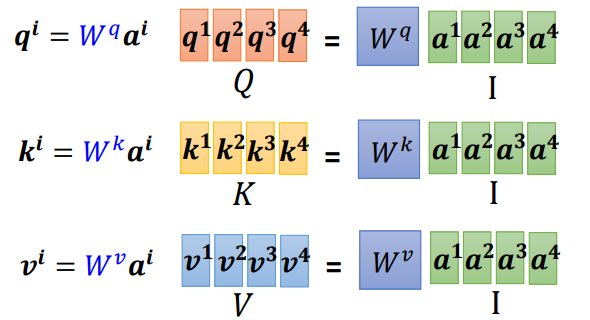 qⁱ = W^q aⁱ q¹ q² q³ q⁴ = W^q a¹ a² a³ a⁴
Q I
kⁱ = W^k aⁱ k¹ k² k³ k⁴ = W^k a¹ a² a³ a⁴
K I
vⁱ = W^v aⁱ v¹ v² v³ v⁴ = W^v a¹ a² a³ a⁴
V I